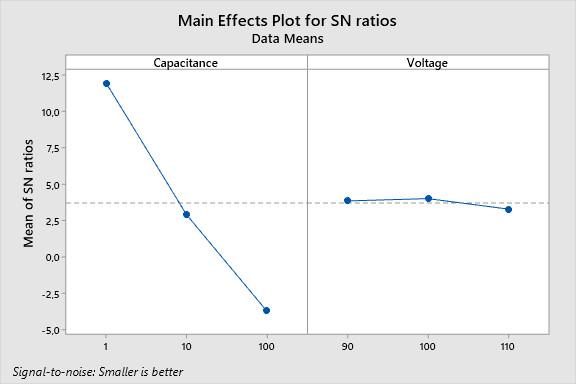 Main Effects Plot for SN ratios
Data Means
Capacitance Voltage
Mean of SN ratios
12,5
10,0
7,5
5,0
2,5
0,0
-2,5
-5,0
1 10 100 90 100 110
Signal-to-noise: Smaller is better